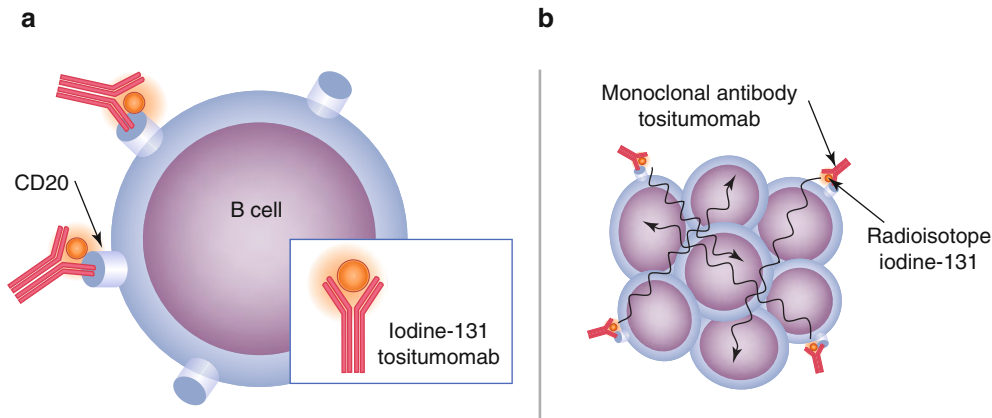 a
CD20
B cell
Iodine-131
tositumomab
b
Monoclonal antibody
tositumomab
Radioisotope
iodine-131